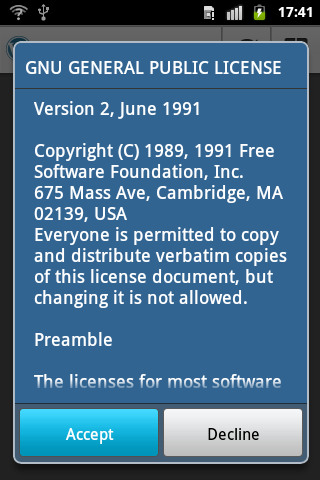 17:41
GNU GENERAL PUBLIC LICENSE
Version 2, June 1991
Copyright (C) 1989, 1991 Free
Software Foundation, Inc.
675 Mass Ave, Cambridge, MA
02139, USA
Everyone is permitted to copy
and distribute verbatim copies
of this license document, but
changing it is not allowed.
Preamble
The licenses for most software
Accept
Decline